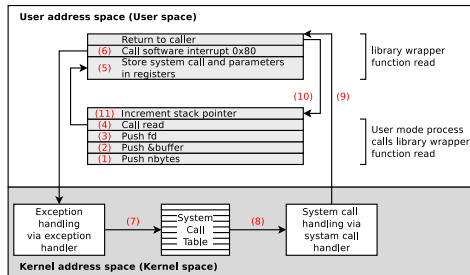 User address space (User space)
Return to caller
(6) Call software interrupt 0x80
(5) Store system call and parameters
in registers
library wrapper
function read
(10)
(9)
(11) Increment stack pointer
(4) Call read
(3) Push fd
(2) Push &buffer
(1) Push nbytes
User mode process
calls library wrapper
function read
Exception
handling
via exception
handler
(7)
System
Call
Table
(8)
System call
handling via
systam call
handler
Kernel address space (Kernel space)